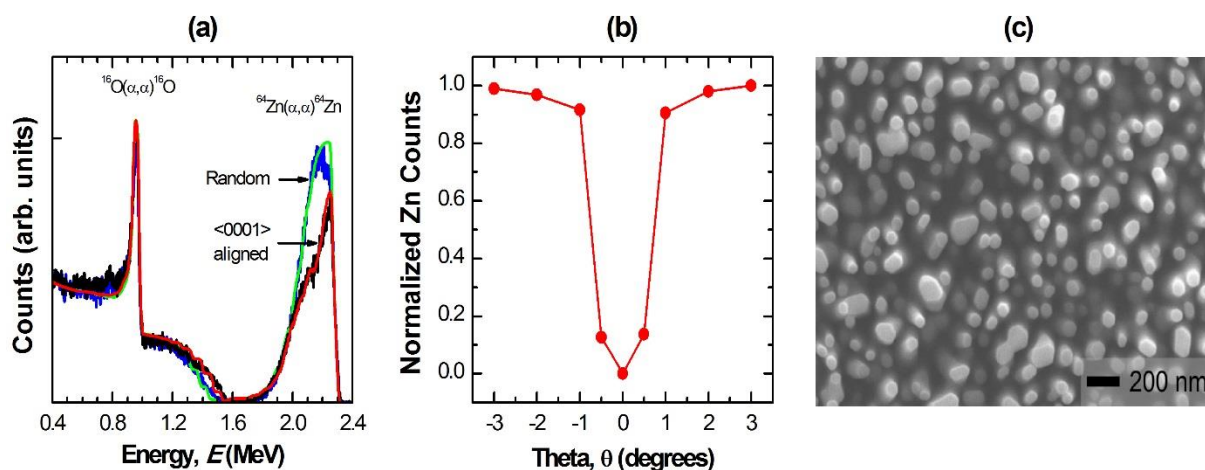 (a)
¹⁶O(α,α)¹⁶O
⁶⁴Zn(α,α)⁶⁴Zn
Random
<0001>
aligned
Counts (arb. units)
0.4 0.8 1.2 1.6 2.0 2.4
Energy, E (MeV)
(b)
1.0
0.8
0.6
0.4
0.2
0.0
Normalized Zn Counts
-3 -2 -1 0 1 2 3
Theta, θ (degrees)
(c)
200 nm